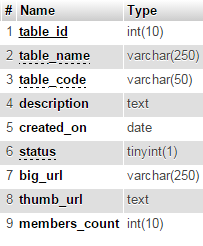 # Name Type
1 table_id int(10)
2 table_name varchar(250)
3 table_code varchar(50)
4 description text
5 created_on date
6 status tinyint(1)
7 big_url varchar(250)
8 thumb_url text
9 members_count int(10)